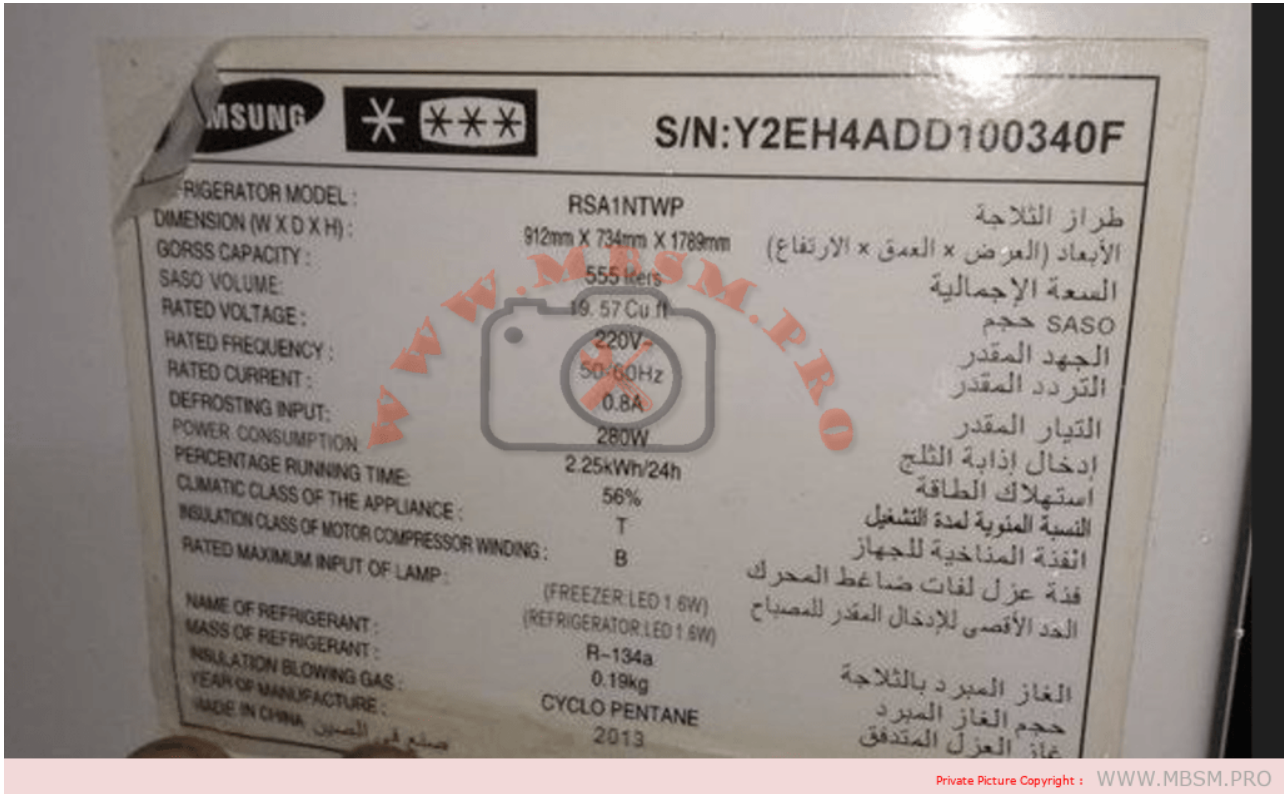 MSUNG
S/N:Y2EH4ADD100340F
FRIGERATOR MODEL : RSA1NTWP طراز الثلاجة
DIMENSION (W X D X H) : 912mm X 734mm X 1789mm الأبعاد (العرض × العمق × الارتفاع)
GORSS CAPACITY : 555 liters السعة الإجمالية
SASO VOLUME: 19. 57 Cu.ft حجم SASO
RATED VOLTAGE : 220V~ الجهد المقدر
RATED FREQUENCY : 50-60Hz التردد المقدر
RATED CURRENT : 0.8A التيار المقدر
DEFROSTING INPUT: 280W إدخال إذابة الثلج
POWER CONSUMPTION: 2.25kWh/24h استهلاك الطاقة
PERCENTAGE RUNNING TIME: 56% النسبة المئوية لمدة التشغيل
CLIMATIC CLASS OF THE APPLIANCE : T الفئة المناخية للجهاز
INSULATION CLASS OF MOTOR COMPRESSOR WINDING : B فئة عزل لفات ضاغط المحرك
RATED MAXIMUM INPUT OF LAMP : (FREEZER:LED 1.6W) الحد الأقصى للإدخال المقدر للمصباح
(REFRIGERATOR:LED 1.6W)
NAME OF REFRIGERANT : R-134a الغاز المبرد بالثلاجة
MASS OF REFRIGERANT : 0.19kg حجم الغاز المبرد
INSULATION BLOWING GAS : CYCLO PENTANE غاز العزل المتدفق
YEAR OF MANUFACTURE : 2013
MADE IN CHINA صنع في الصين
WWW.MBSM.PRO
Private Picture Copyright : WWW.MBSM.PRO